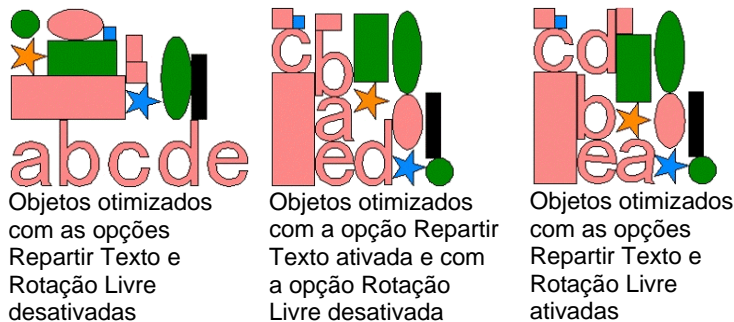 abcde
Objetos otimizados
com as opções
Repartir Texto e
Rotação Livre
desativadas
c
b
a
ed
Objetos otimizados
com a opção Repartir
Texto ativada e com
a opção Rotação
Livre desativada
cd
b
ea
Objetos otimizados
com as opções
Repartir Texto e
Rotação Livre
ativadas